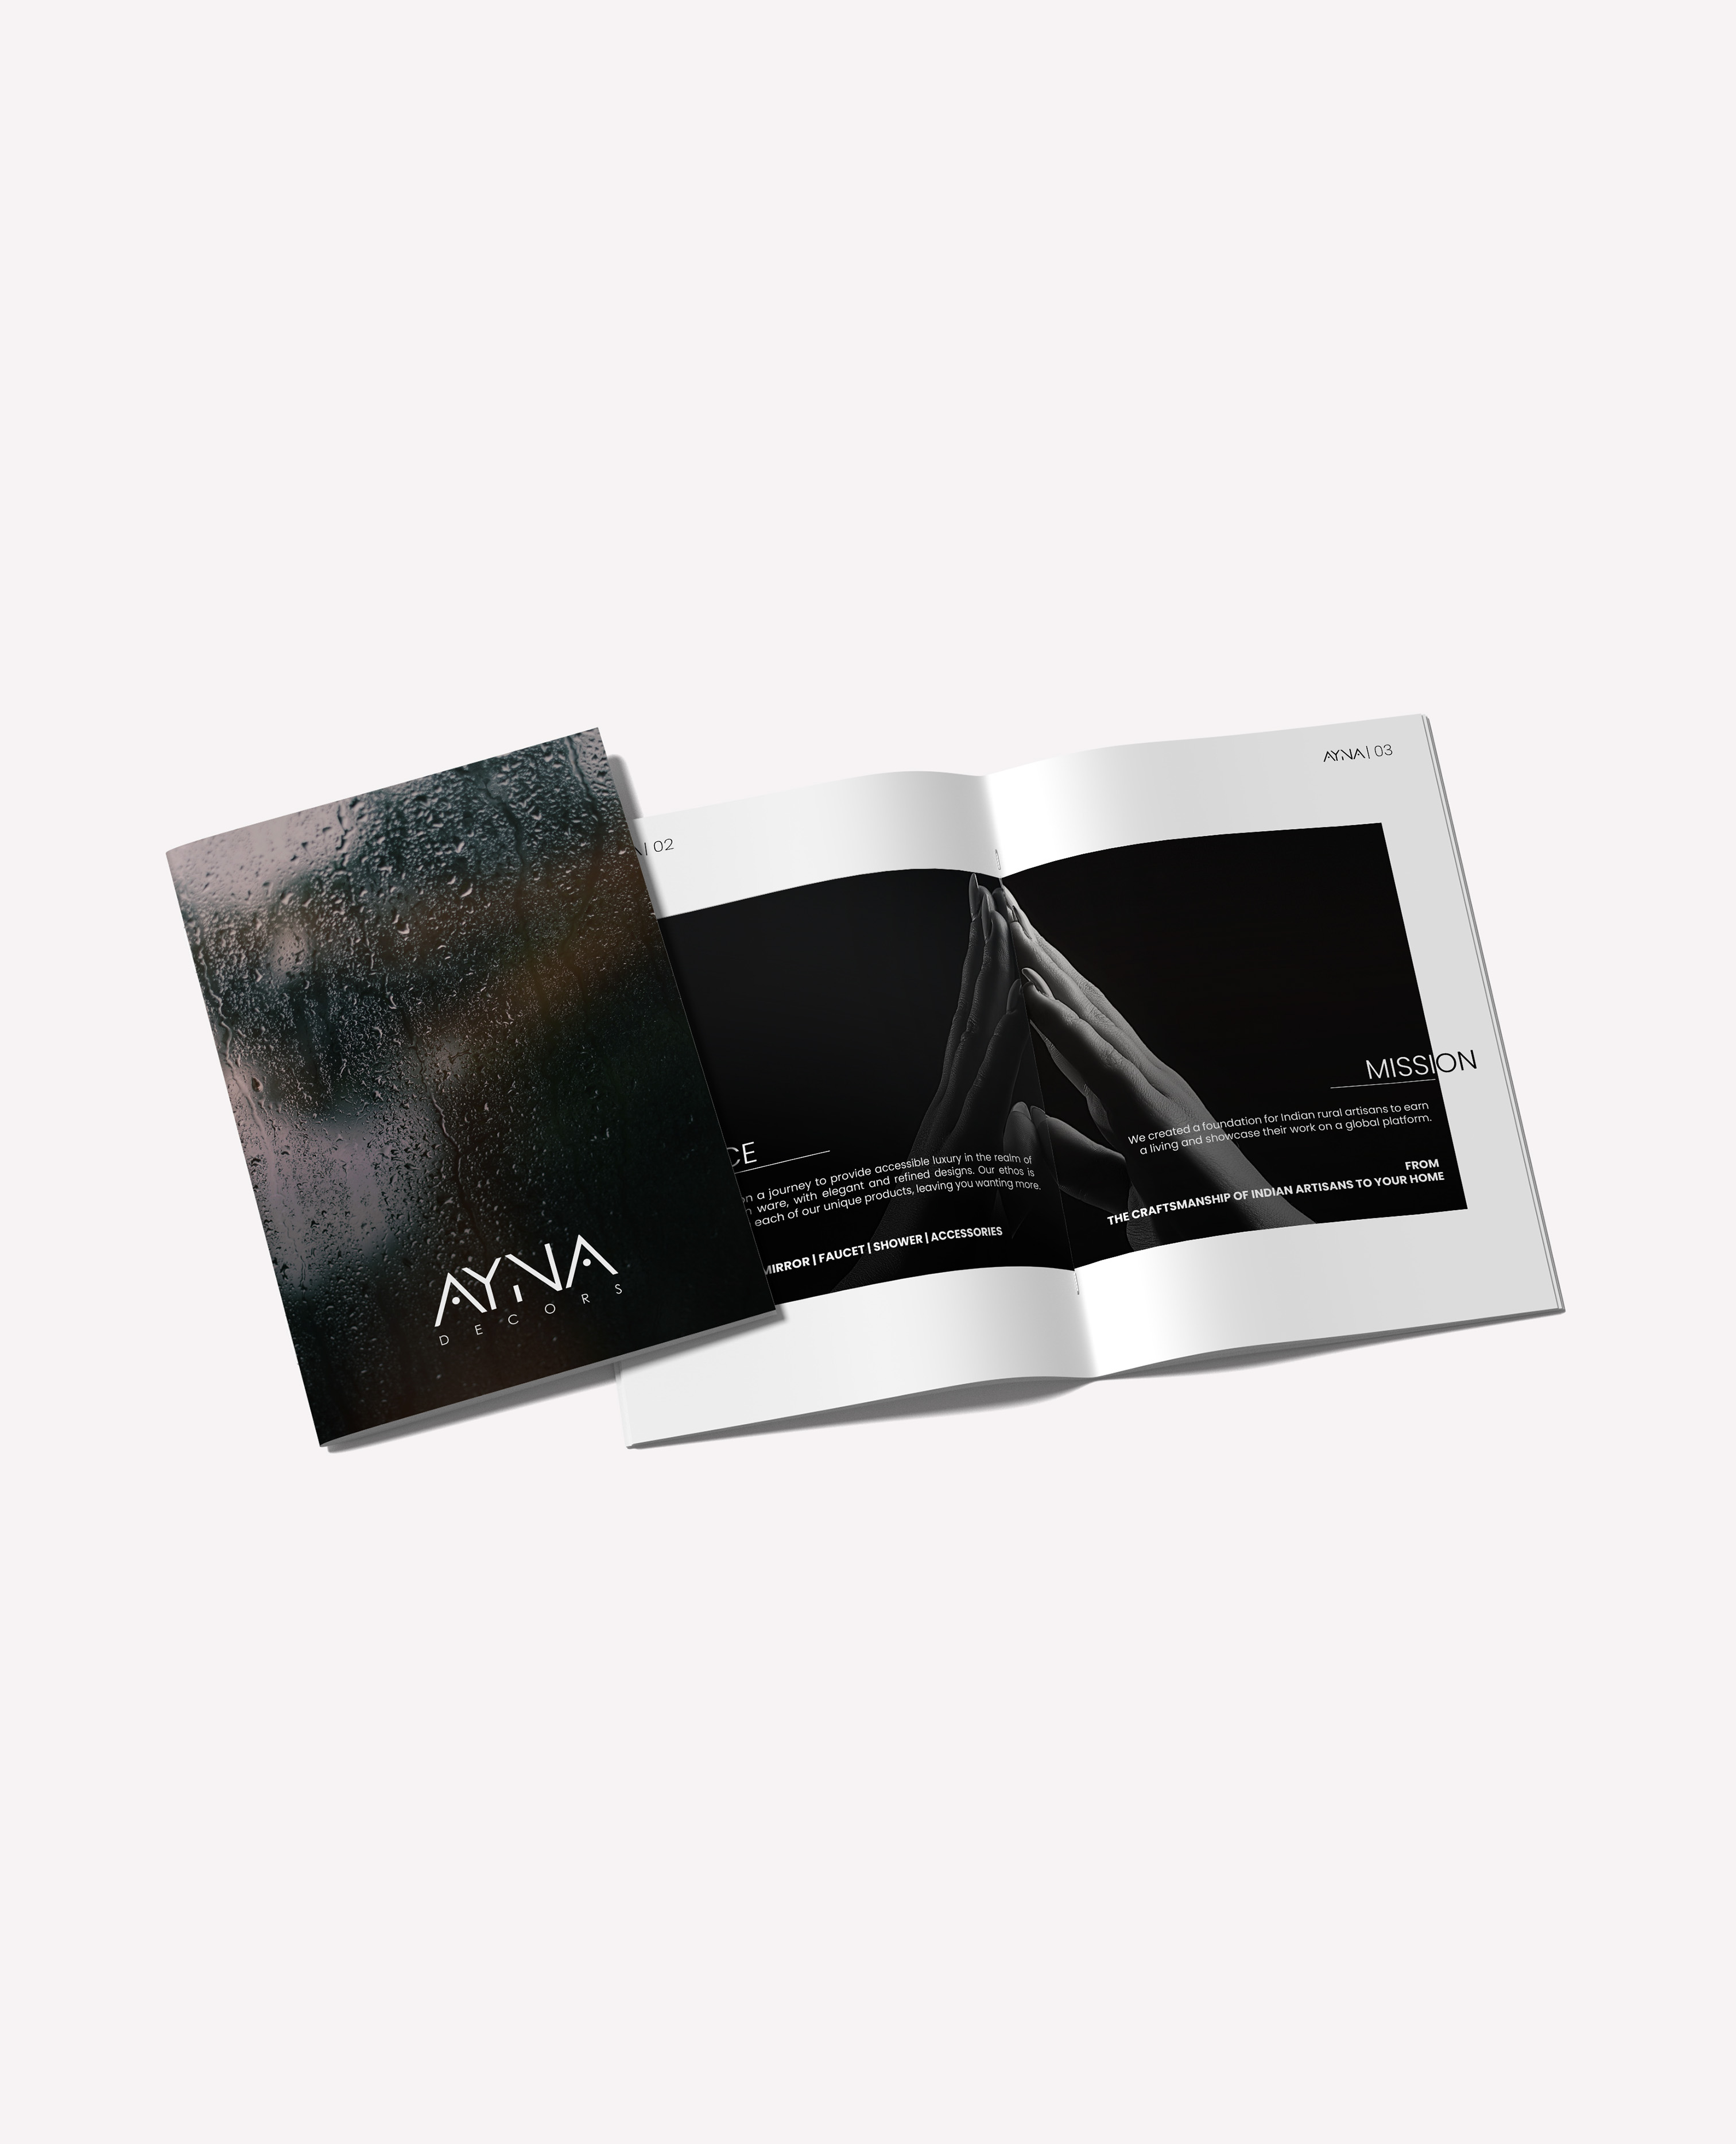 AYNA
DECORS
| 02
CE
a journey to provide accessible luxury in the realm of
ware, with elegant and refined designs. Our ethos is
each of our unique products, leaving you wanting more.
MIRROR | FAUCET | SHOWER | ACCESSORIES
AYNA | 03
MISSION
We created a foundation for Indian rural artisans to earn
a living and showcase their work on a global platform.
FROM
THE CRAFTSMANSHIP OF INDIAN ARTISANS TO YOUR HOME